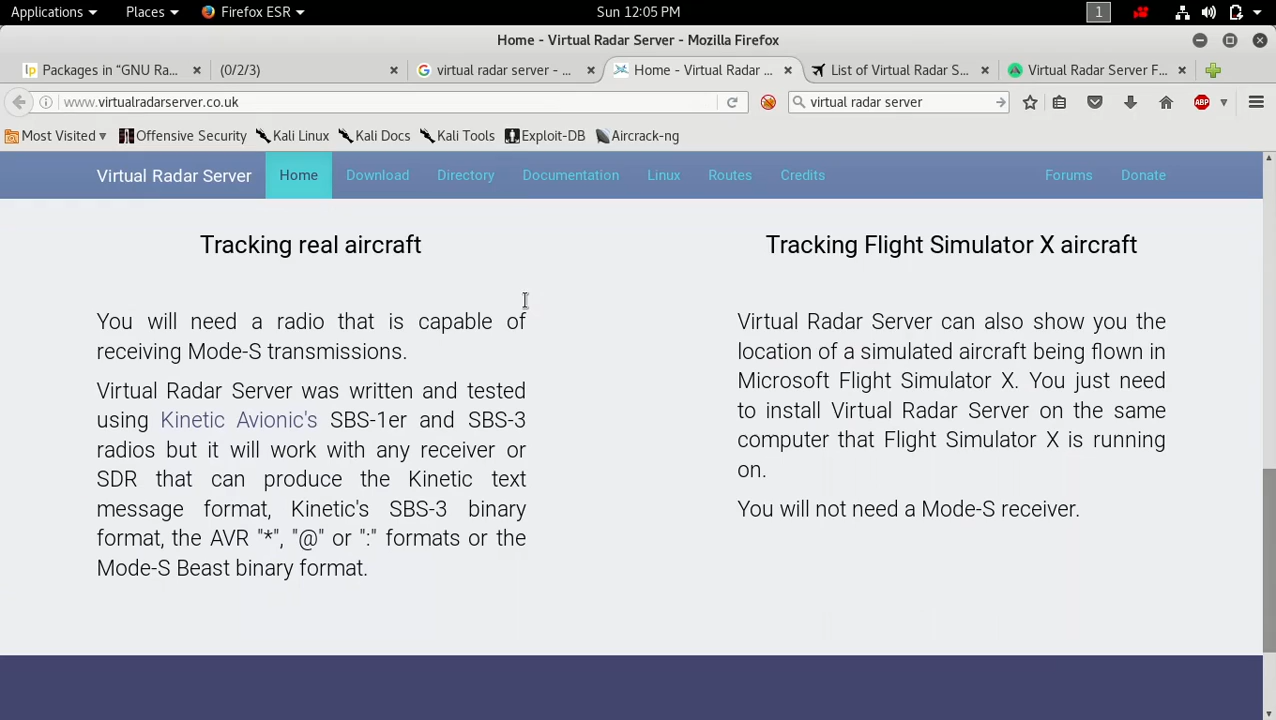 Applications Places Firefox ESR Sun 12:05 PM 1
Home - Virtual Radar Server - Mozilla Firefox
Packages in “GNU Ra... (0/2/3) virtual radar server - ... Home - Virtual Radar ... List of Virtual Radar S... Virtual Radar Server F...
www.virtualradarserver.co.uk virtual radar server ABP
Most Visited Offensive Security Kali Linux Kali Docs Kali Tools Exploit-DB Aircrack-ng
Virtual Radar Server Home Download Directory Documentation Linux Routes Credits Forums Donate
Tracking real aircraft
You will need a radio that is capable of
receiving Mode-S transmissions.
Virtual Radar Server was written and tested
using Kinetic Avionic's SBS-1er and SBS-3
radios but it will work with any receiver or
SDR that can produce the Kinetic text
message format, Kinetic's SBS-3 binary
format, the AVR "*", "@" or ":" formats or the
Mode-S Beast binary format.
Tracking Flight Simulator X aircraft
Virtual Radar Server can also show you the
location of a simulated aircraft being flown in
Microsoft Flight Simulator X. You just need
to install Virtual Radar Server on the same
computer that Flight Simulator X is running
on.
You will not need a Mode-S receiver.